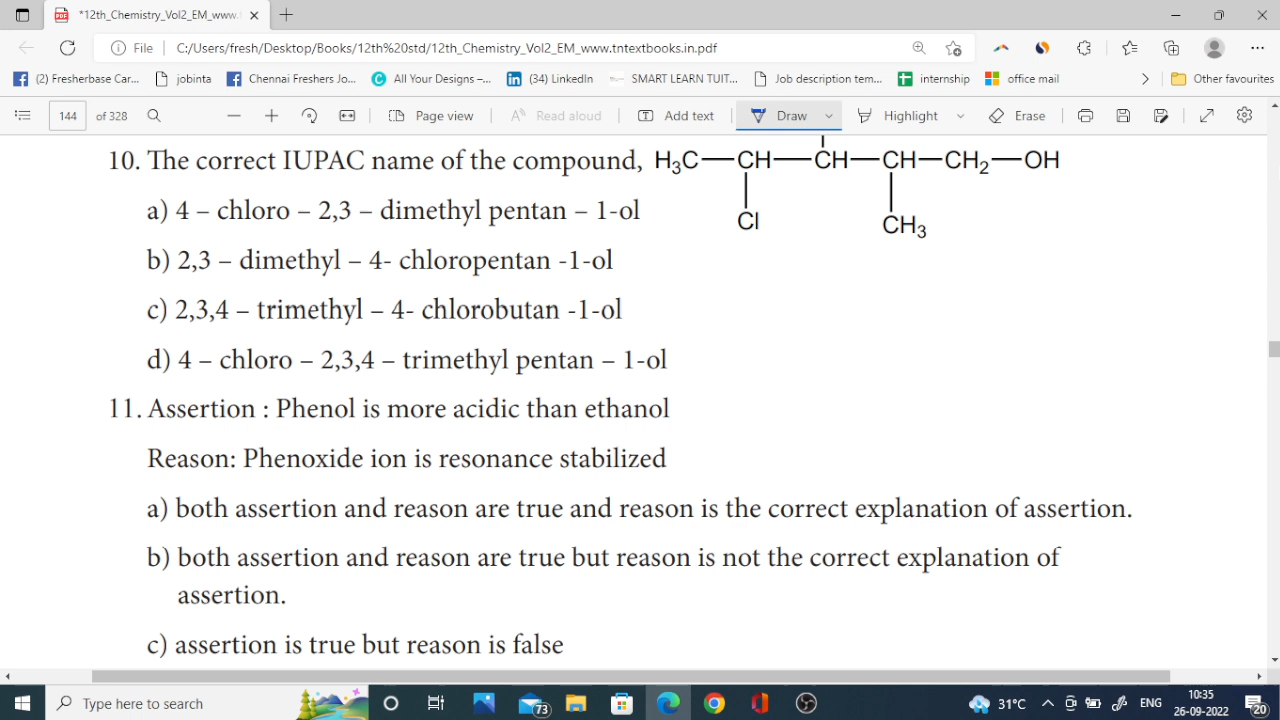 *12th_Chemistry_Vol2_EM_www.
File
C:/Users/fresh/Desktop/Books/12th%20std/12th_Chemistry_Vol2_EM_www.tntextbooks.in.pdf
(2) Fresherbase Car...
jobinta
Chennai Freshers Jo...
All Your Designs –...
(34) LinkedIn
SMART LEARN TUIT...
Job description tem...
internship
office mail
Other favourites
144 of 328
Page view
Read aloud
Add text
Draw
Highlight
Erase
10. The correct IUPAC name of the compound, H3C—CH—CH—CH—CH2—OH
Cl CH3
a) 4 – chloro – 2,3 – dimethyl pentan – 1-ol
b) 2,3 – dimethyl – 4- chloropentan -1-ol
c) 2,3,4 – trimethyl – 4- chlorobutan -1-ol
d) 4 – chloro – 2,3,4 – trimethyl pentan – 1-ol
11. Assertion : Phenol is more acidic than ethanol
Reason: Phenoxide ion is resonance stabilized
a) both assertion and reason are true and reason is the correct explanation of assertion.
b) both assertion and reason are true but reason is not the correct explanation of
assertion.
c) assertion is true but reason is false
Type here to search
73
31°C
ENG
10:35
26-09-2022
20